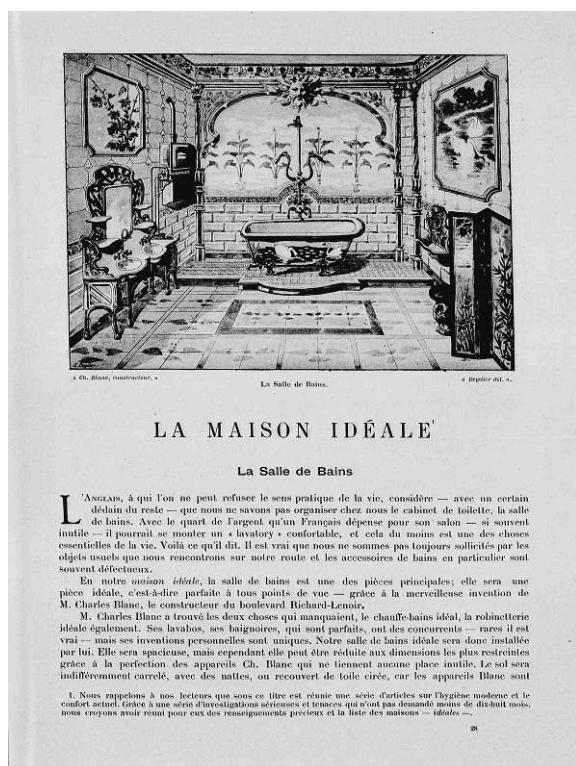 « Ch. Blanc, constructeur. »
La Salle de Bains.
LA MAISON IDÉALE¹
La Salle de Bains
L'ANGLAIS, à qui l'on ne peut refuser le sens pratique de la vie, considère — avec un certain
dédain du reste — que nous ne savons pas organiser chez nous le cabinet de toilette, la salle
de bains. Avec le quart de l'argent qu'un Français dépense pour son salon — si souvent
inutile — il pourrait se monter un « lavatory » confortable, et cela du moins est une des choses
essentielles de la vie. Voilà ce qu'il dit. Il est vrai que nous ne sommes pas toujours sollicités par les
objets usuels que nous rencontrons sur notre route et les accessoires de bains en particulier sont
souvent défectueux.
En notre maison idéale, la salle de bains est une des pièces principales; elle sera une
pièce idéale, c'est-à-dire parfaite à tous points de vue — grâce à la merveilleuse invention de
M. Charles Blanc, le constructeur du boulevard Richard-Lenoir.
M. Charles Blanc a trouvé les deux choses qui manquaient, le chauffe-bains idéal, la robinetterie
idéale également. Ses lavabos, ses baignoires, qui sont parfaits, ont des concurrents — rares il est
vrai — mais ses inventions personnelles sont uniques. Notre salle de bains idéale sera donc installée
par lui. Elle sera spacieuse, mais cependant elle peut être réduite aux dimensions les plus restreintes
grâce à la perfection des appareils Ch. Blanc qui ne tiennent aucune place inutile. Le sol sera
indifféremment carrelé, avec des nattes, ou recouvert de toile cirée, car les appareils Blanc sont
1. Nous rappelons à nos lecteurs que sous ce titre est réunie une série d'articles sur l'hygiène moderne et le
confort actuel. Grâce à une série d'investigations sérieuses et tenaces qui n'ont pas demandé moins de dix-huit mois,
nous croyons avoir réuni pour eux des renseignements précieux et la liste des maisons — idéales —.
28